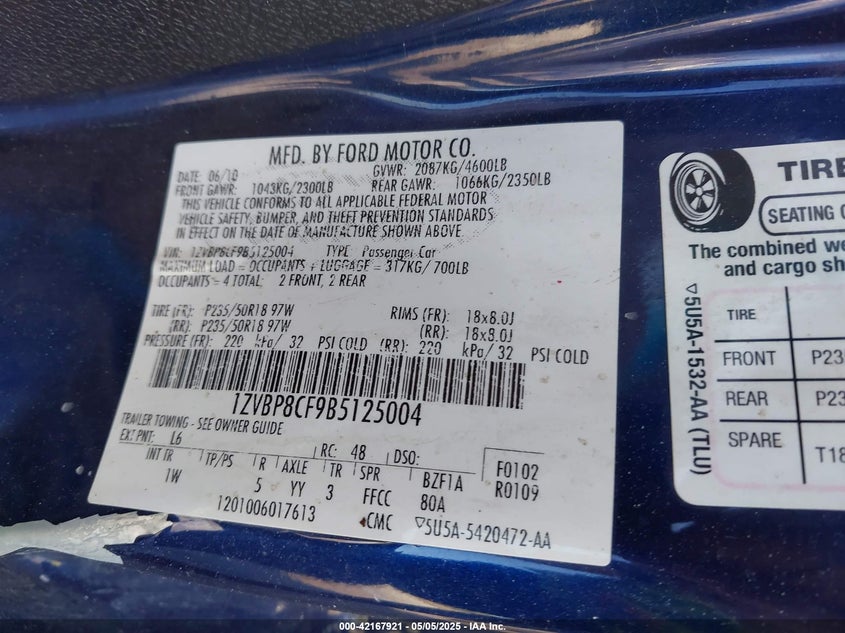 MFD. BY FORD MOTOR CO.
DATE: 06/10 GVWR: 2087KG/4600LB
FRONT GAWR: 1043KG/2300LB REAR GAWR: 1066KG/2350LB
THIS VEHICLE CONFORMS TO ALL APPLICABLE FEDERAL MOTOR
VEHICLE SAFETY, BUMPER, AND THEFT PREVENTION STANDARDS
IN EFFECT ON THE DATE OF MANUFACTURE SHOWN ABOVE.
VIN: 1ZVBP8CF9B5125004 TYPE: Passenger Car
MAXIMUM LOAD = OCCUPANTS + LUGGAGE = 317KG/700LB
OCCUPANTS = 4 TOTAL: 2 FRONT, 2 REAR
TIRE (FR): P235/50R18 97W RIMS (FR): 18x8.0J
(RR): P235/50R18 97W (RR): 18x8.0J
PRESSURE (FR): 220 kPa/ 32 PSI COLD (RR): 220 kPa/ 32 PSI COLD
1ZVBP8CF9B5125004
TRAILER TOWING - SEE OWNER GUIDE
EXT PNT: L6 RC: 48 DSO:
INT TR TP/PS R AXLE TR SPR BZF1A F0102
1W 5 YY 3 FFCC 80A R0109
1201006017613 CMC ▽5U5A-5420472-AA
TIRE
SEATING C
The combined we
and cargo sh
TIRE
FRONT P235
REAR P23
SPARE T18
▽5U5A-1532-AA (TLU)
000-42167921 - 05/05/2025 - IAA Inc.